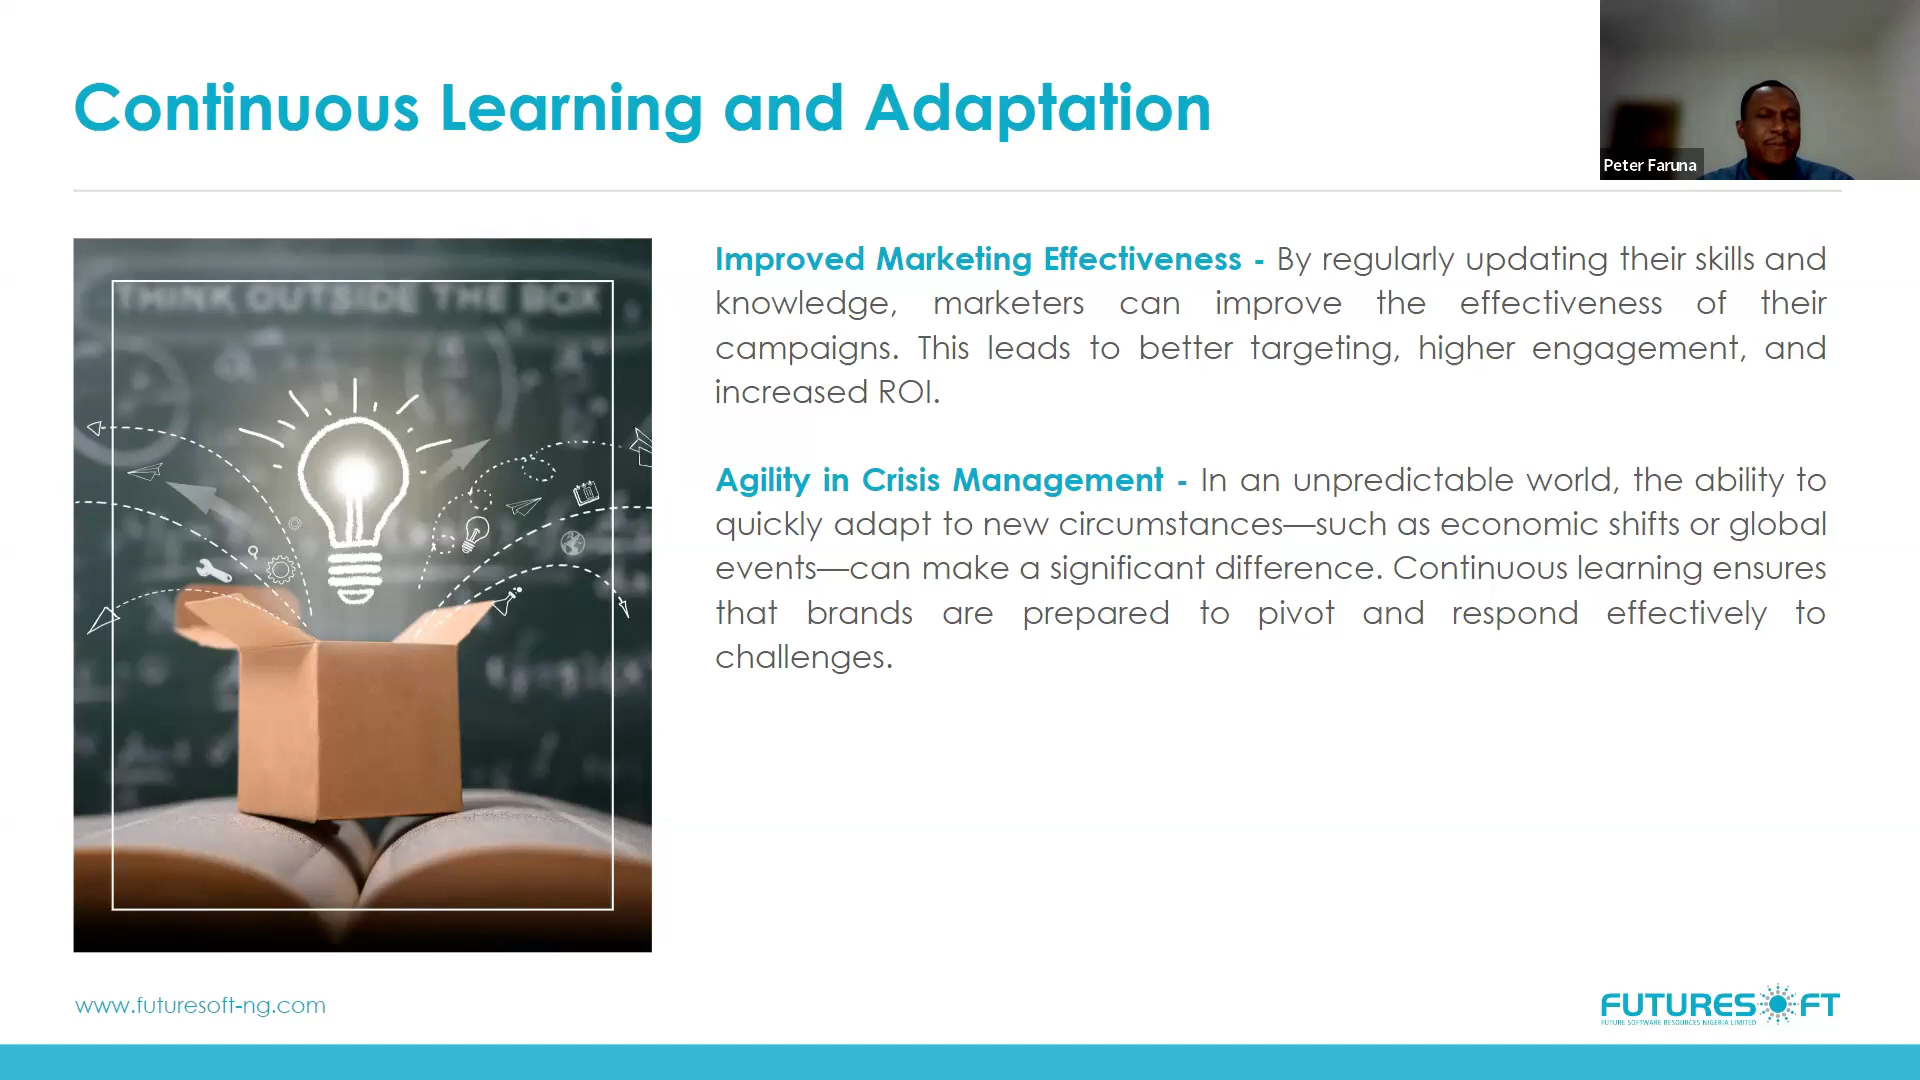 Continuous Learning and Adaptation
Peter Faruna
THINK OUTSIDE THE BOX
Improved Marketing Effectiveness - By regularly updating their skills and
knowledge, marketers can improve the effectiveness of their
campaigns. This leads to better targeting, higher engagement, and
increased ROI.
Agility in Crisis Management - In an unpredictable world, the ability to
quickly adapt to new circumstances—such as economic shifts or global
events—can make a significant difference. Continuous learning ensures
that brands are prepared to pivot and respond effectively to
challenges.
www.futuresoft-ng.com
FUTURESOFT
FUTURE SOFTWARE RESOURCES NIGERIA LIMITED